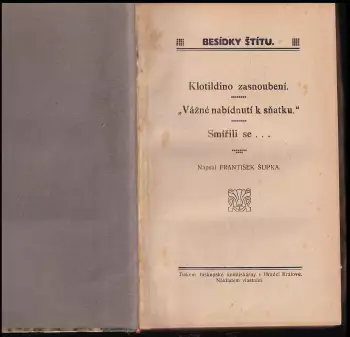 BESÍDKY ŠTÍTU.
Klotildino zasnoubení.
„Vážné nabídnutí k sňatku.“
Smířili se . . .
Napsal FRANTIŠEK ŠUPKA.
Tiskem biskupské knihtiskárny v Hradci Králové.
Nákladem vlastním.